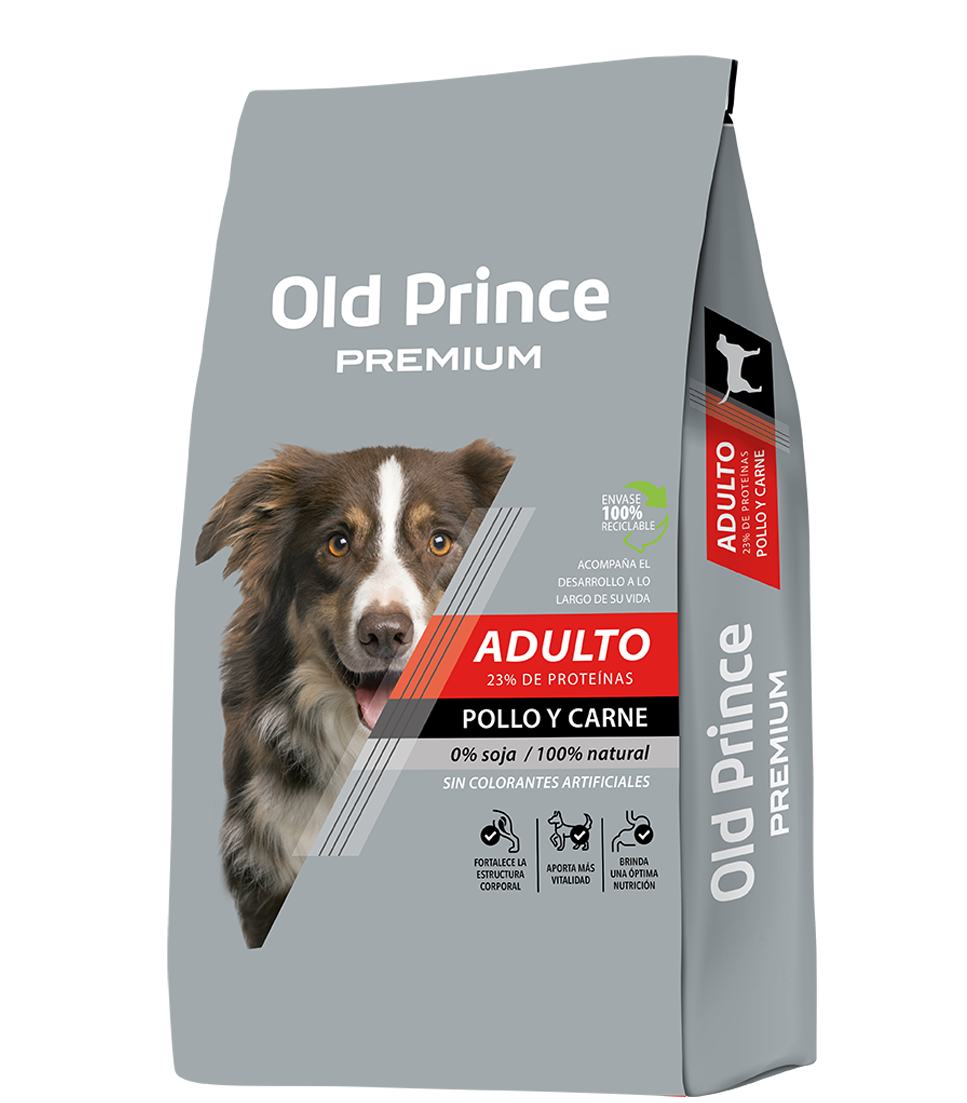 Old Prince
PREMIUM
ENVASE
100%
RECICLABLE
ACOMPAÑA EL
DESARROLLO A LO
LARGO DE SU VIDA
ADULTO
23% DE PROTEÍNAS
POLLO Y CARNE
0% soja / 100% natural
SIN COLORANTES ARTIFICIALES
FORTALECE LA
ESTRUCTURA
CORPORAL
APORTA MÁS
VITALIDAD
BRINDA
UNA ÓPTIMA
NUTRICIÓN
ADULTO
23% DE PROTEÍNAS
POLLO Y CARNE
Old Prince
PREMIUM